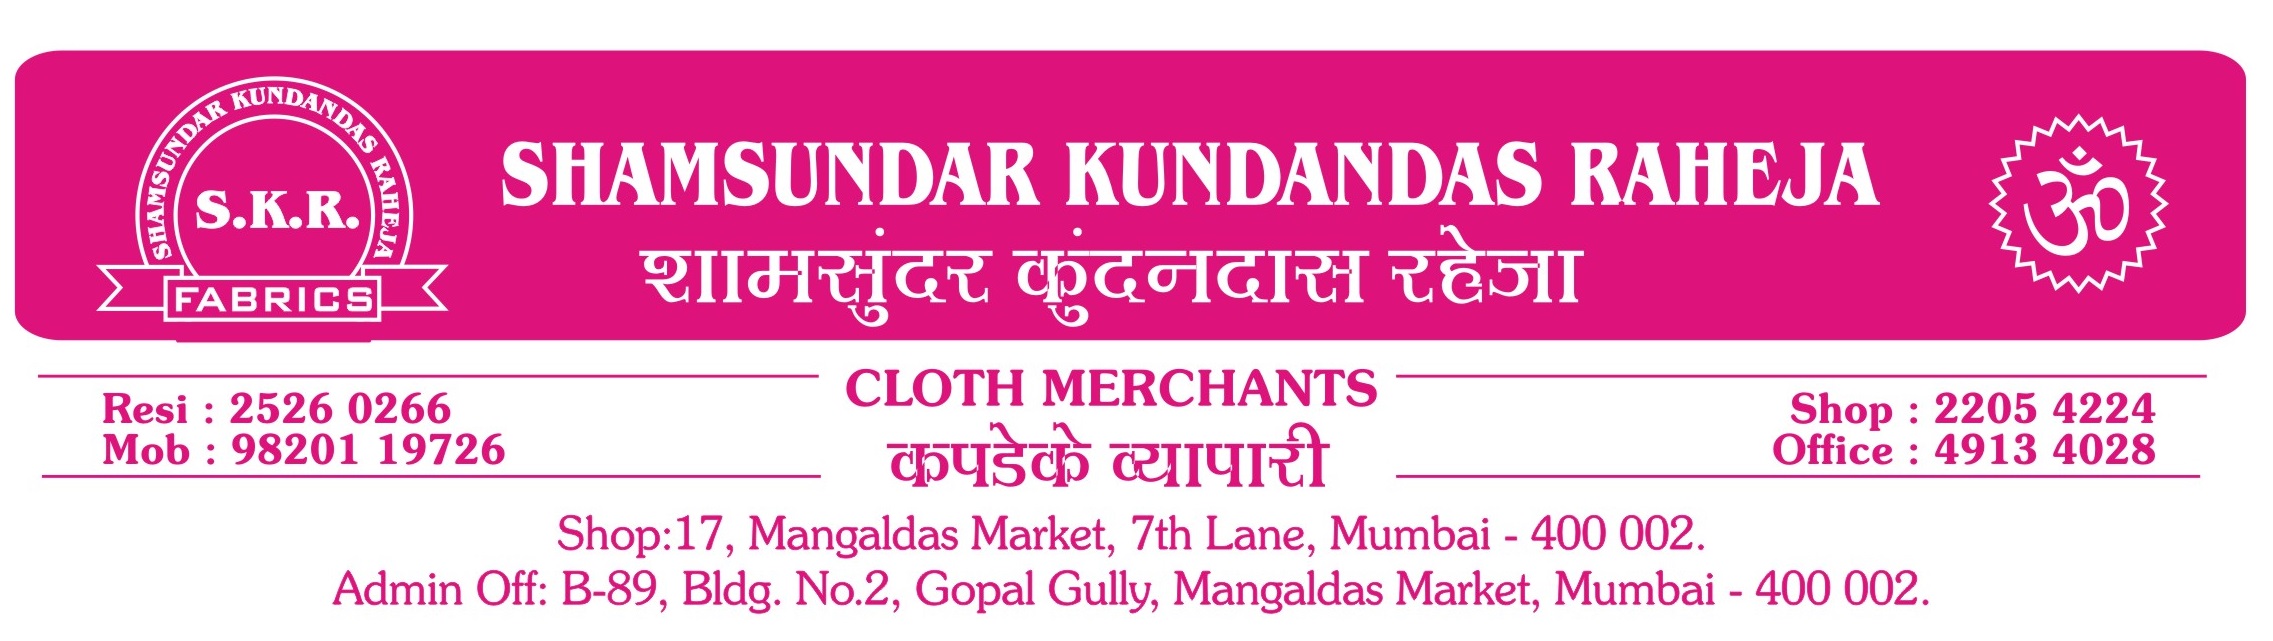 SHAMSUNDAR KUNDANDAS RAHEJA
S.K.R.
FABRICS
SHAMSUNDAR KUNDANDAS RAHEJA
शामसुंदर कुंदनदास रहेजा
ॐ
CLOTH MERCHANTS
कपडेके व्यापारी
Resi : 2526 0266
Mob : 98201 19726
Shop : 2205 4224
Office : 4913 4028
Shop:17, Mangaldas Market, 7th Lane, Mumbai - 400 002.
Admin Off: B-89, Bldg. No.2, Gopal Gully, Mangaldas Market, Mumbai - 400 002.